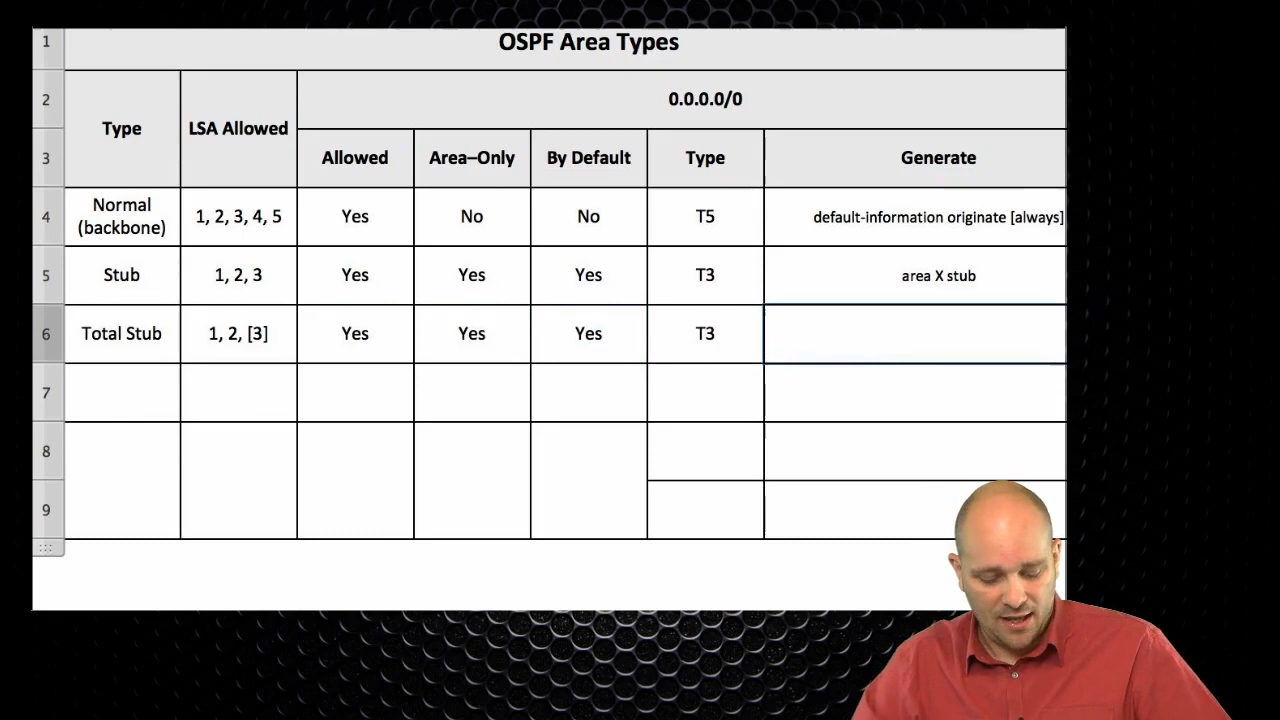 1 OSPF Area Types
2 Type LSA Allowed 0.0.0.0/0
3 Allowed Area–Only By Default Type Generate
4 Normal (backbone) 1, 2, 3, 4, 5 Yes No No T5 default-information originate [always]
5 Stub 1, 2, 3 Yes Yes Yes T3 area X stub
6 Total Stub 1, 2, [3] Yes Yes Yes T3
7
8
9